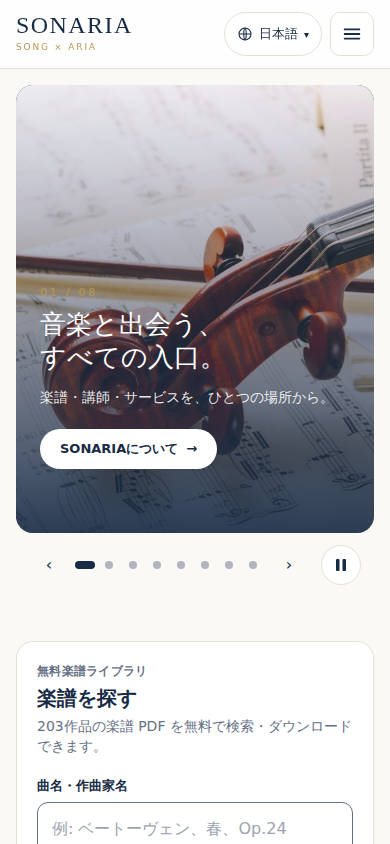 SONARIA
SONG × ARIA
日本語 ▾
Partita II
01 / 08
音楽と出会う、
すべての入口。
楽譜・講師・サービスを、ひとつの場所から。
SONARIAについて →
‹ ›
無料楽譜ライブラリ
楽譜を探す
203作品の楽譜 PDF を無料で検索・ダウンロード
できます。
曲名・作曲家名
例: ベートーヴェン、春、Op.24